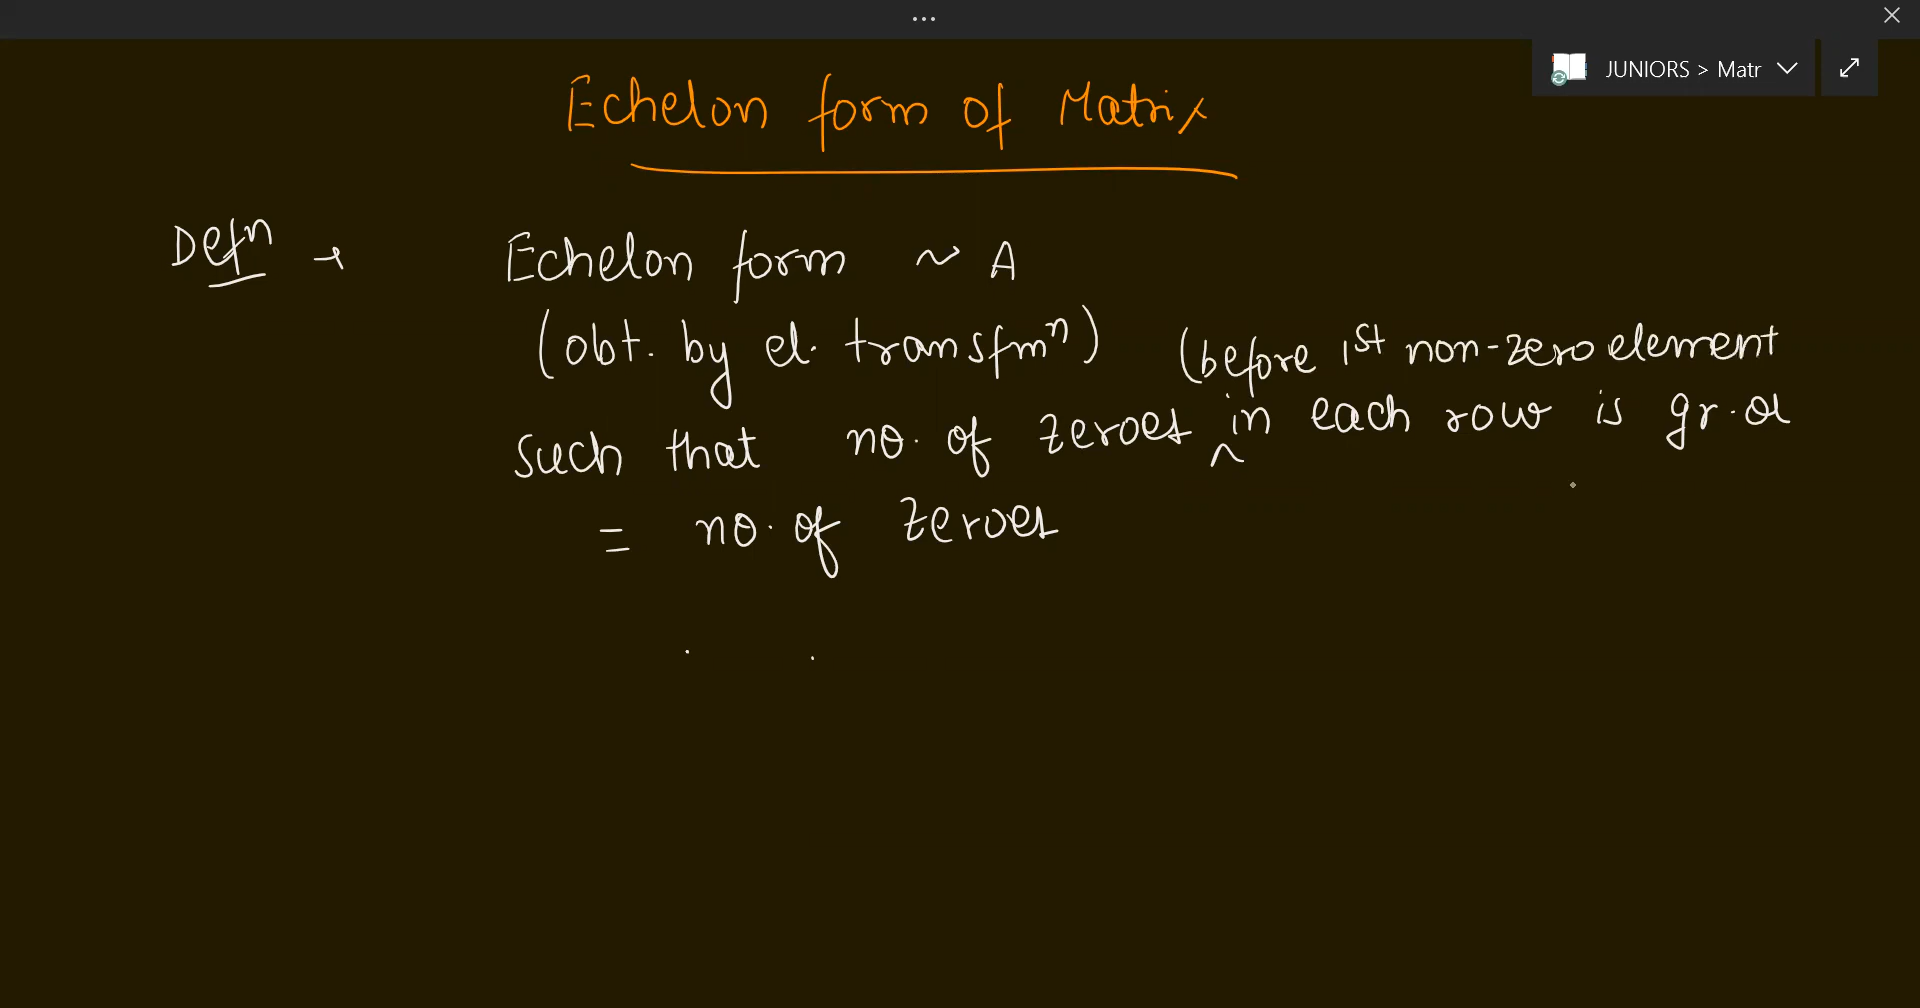 JUNIORS > Matr
Echelon form of Matrix
Defn → Echelon form ~ A
(obt. by el. transfmn)
(before 1st non-zero element
such that no. of zeroes ^ in each row is gr. or
= no. of zeroes